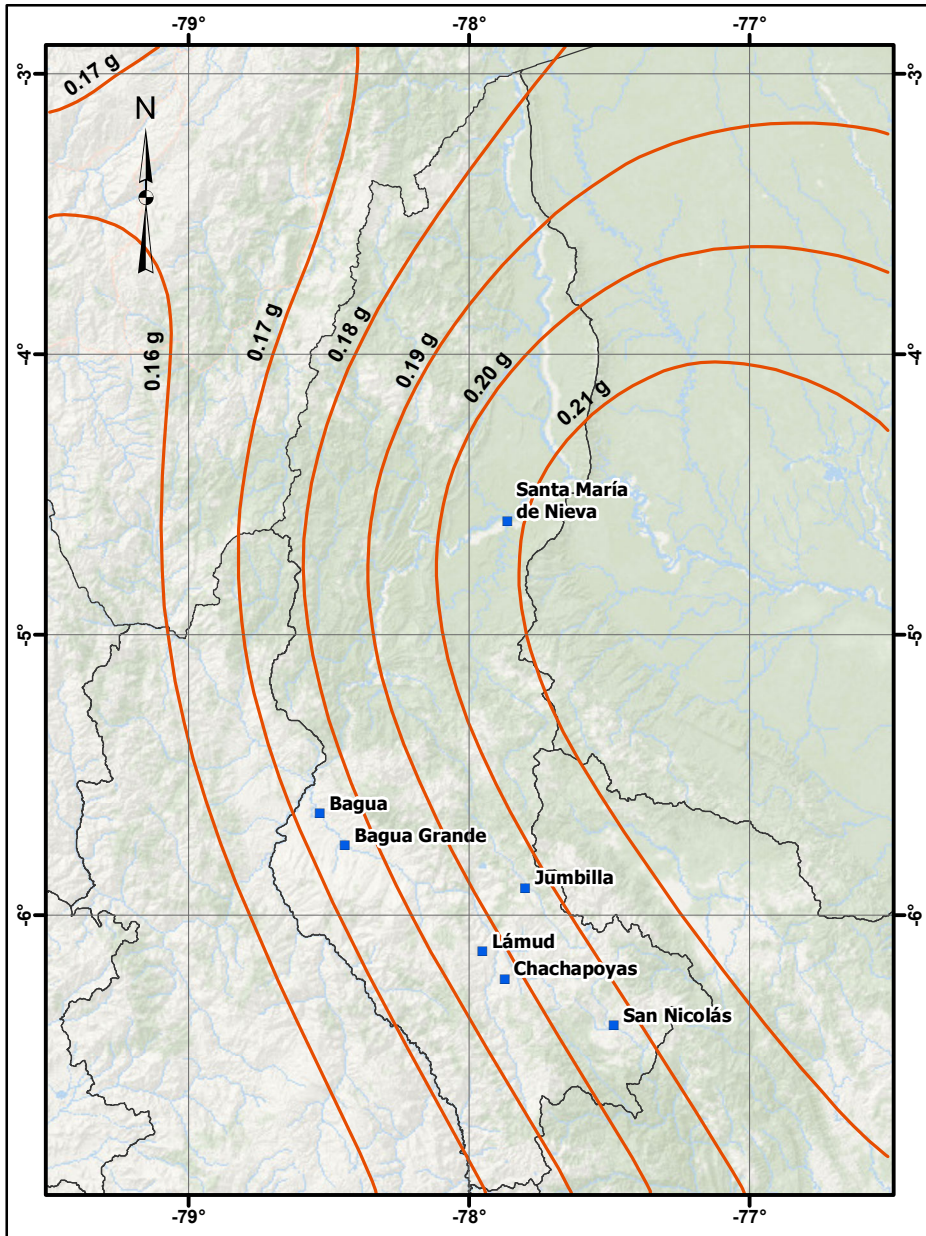 -79°
-78°
-77°
-3°
-3°
0.17 g
N
0.16 g
0.17 g
0.18 g
0.19 g
0.20 g
0.21 g
-4°
-4°
Santa María
de Nieva
-5°
-5°
Bagua
Bagua Grande
Jumbilla
-6°
-6°
Lámud
Chachapoyas
San Nicolás
-79°
-78°
-77°